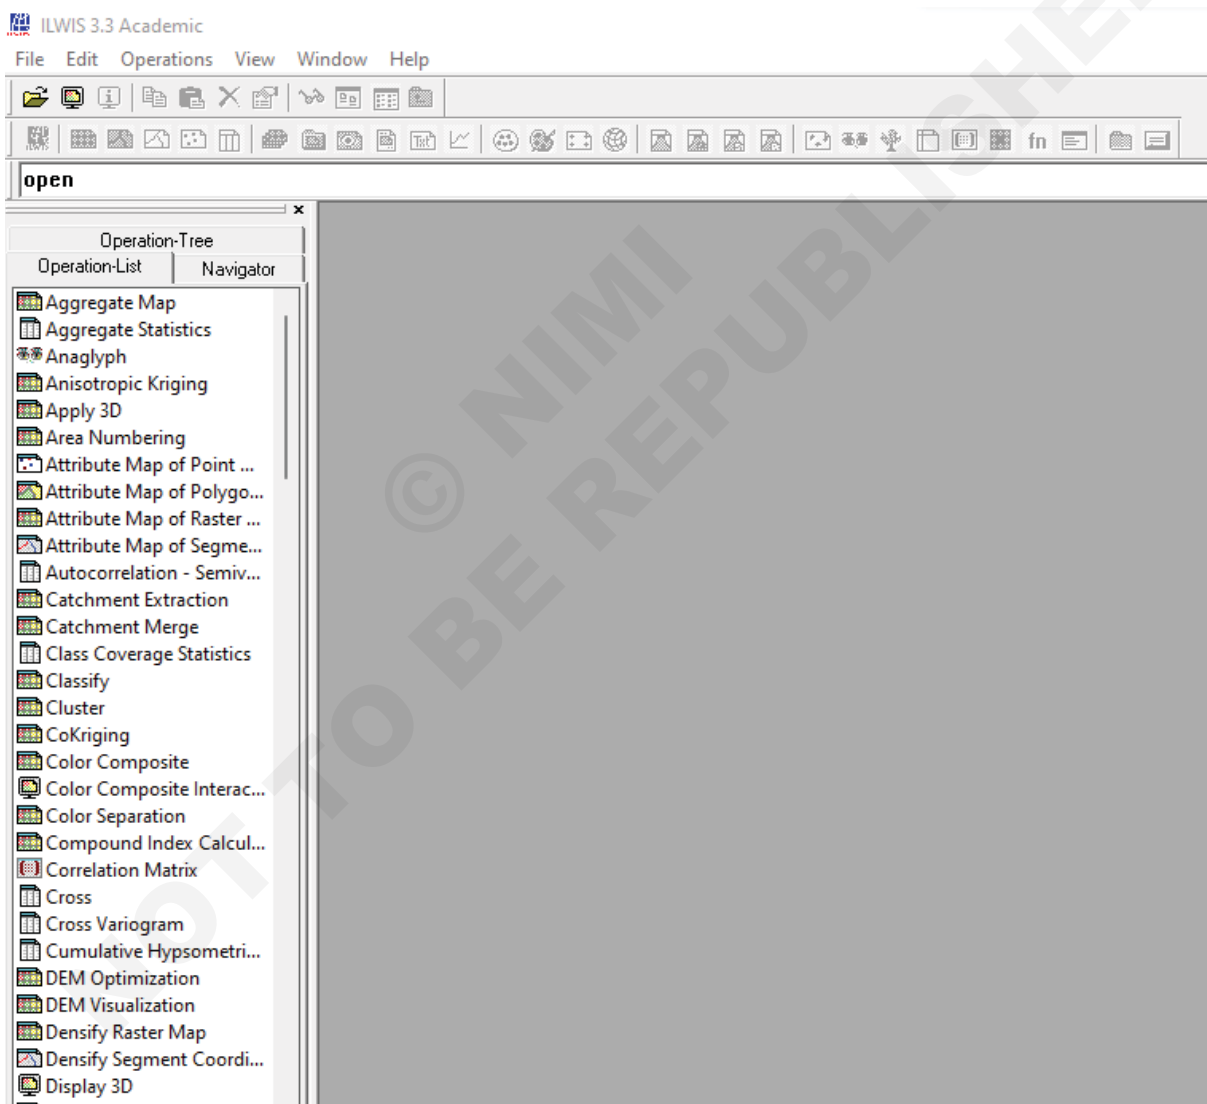 ILWIS 3.3 Academic
File Edit Operations View Window Help
open
Operation-Tree
Operation-List Navigator
Aggregate Map
Aggregate Statistics
Anaglyph
Anisotropic Kriging
Apply 3D
Area Numbering
Attribute Map of Point ...
Attribute Map of Polygo...
Attribute Map of Raster ...
Attribute Map of Segme...
Autocorrelation - Semiv...
Catchment Extraction
Catchment Merge
Class Coverage Statistics
Classify
Cluster
CoKriging
Color Composite
Color Composite Interac...
Color Separation
Compound Index Calcul...
Correlation Matrix
Cross
Cross Variogram
Cumulative Hypsometri...
DEM Optimization
DEM Visualization
Densify Raster Map
Densify Segment Coordi...
Display 3D
© NIMI
NOT TO BE REPUBLISHE